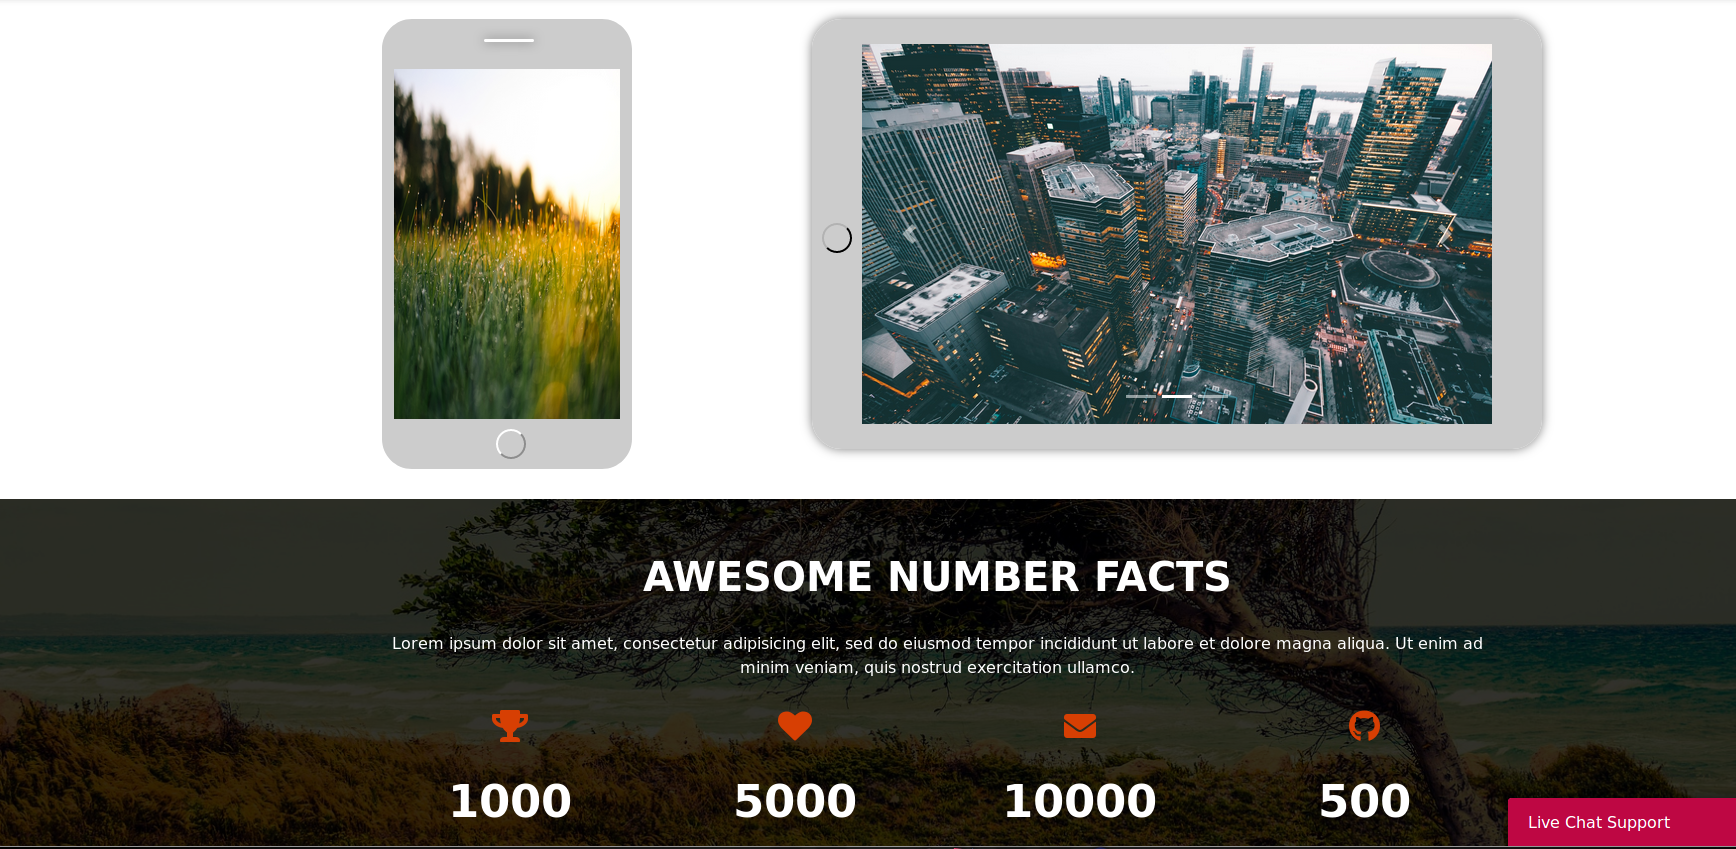 AWESOME NUMBER FACTS
Lorem ipsum dolor sit amet, consectetur adipisicing elit, sed do eiusmod tempor incididunt ut labore et dolore magna aliqua. Ut enim ad
minim veniam, quis nostrud exercitation ullamco.
1000
5000
10000
500
Live Chat Support